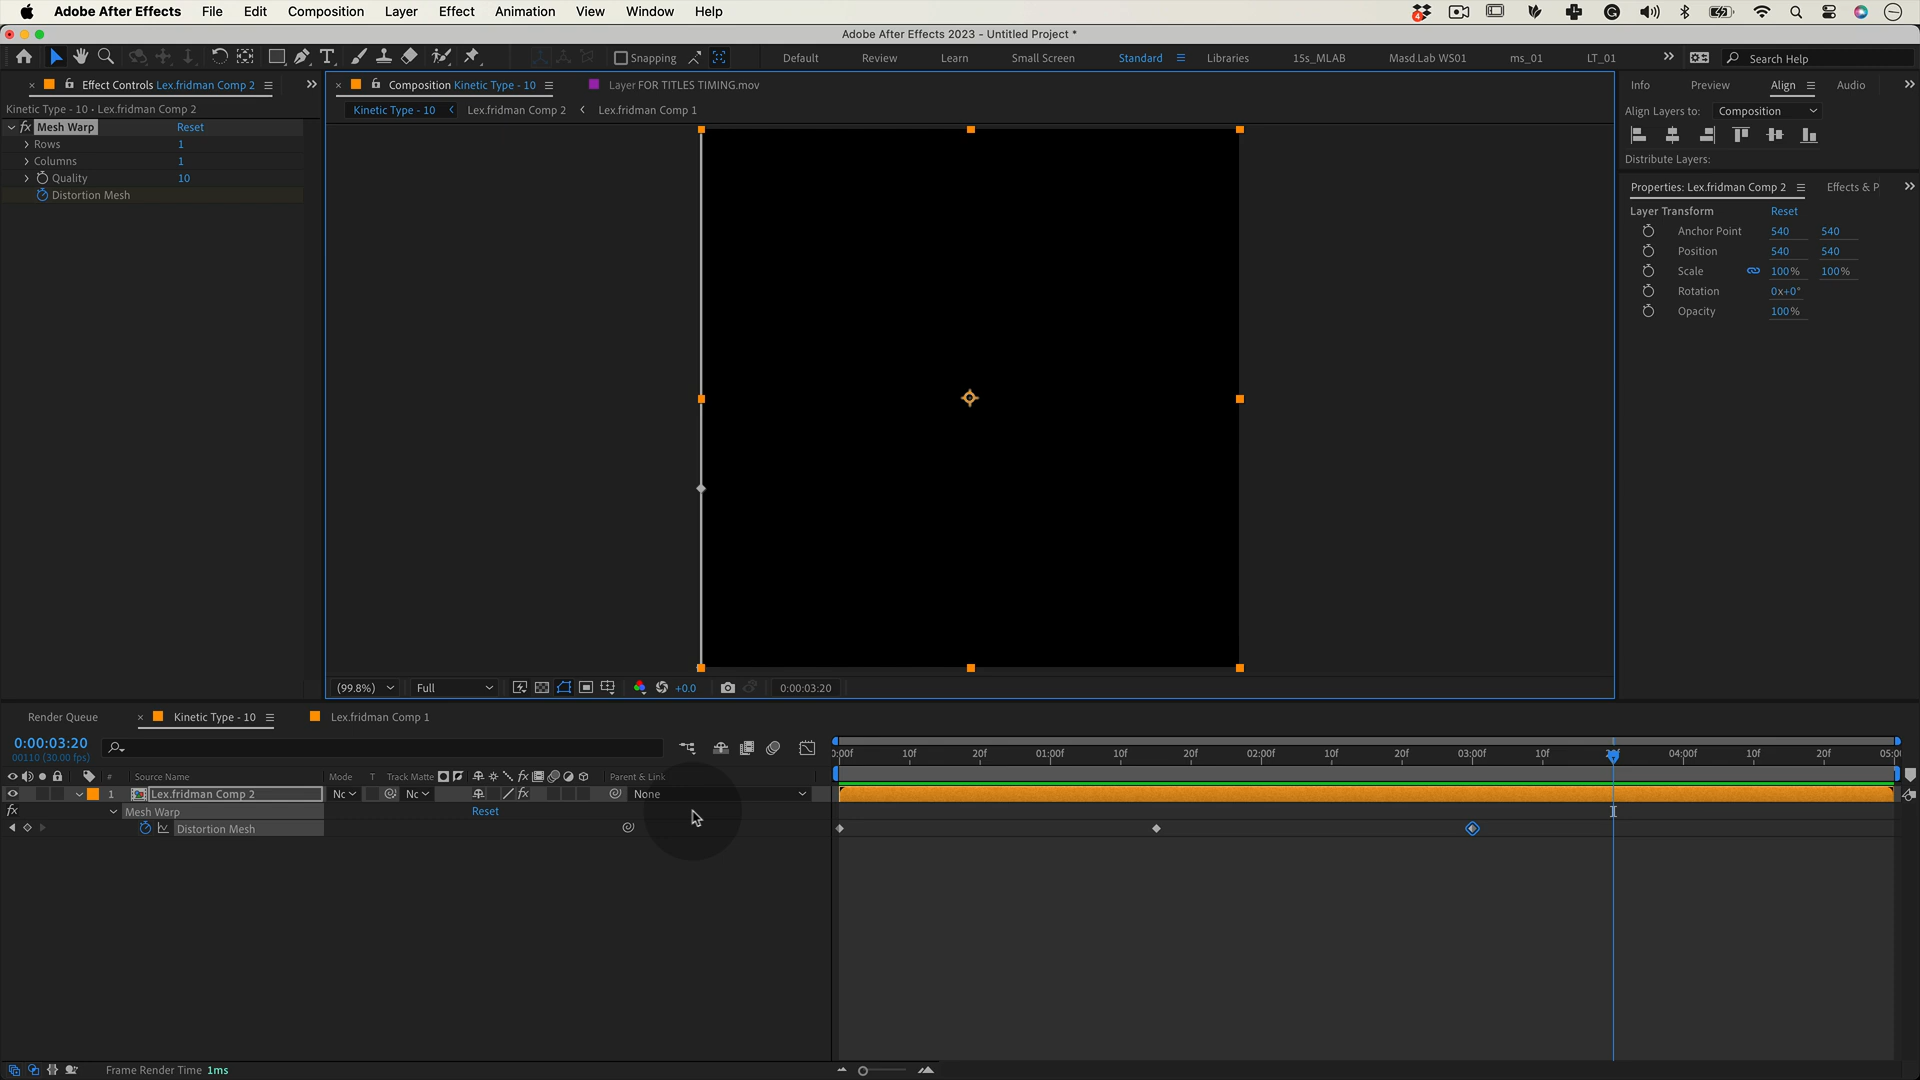 Adobe After Effects File Edit Composition Layer Effect Animation View Window Help
Adobe After Effects 2023 - Untitled Project *
Snapping Default Review Learn Small Screen Standard Libraries 15s_MLAB Masd.Lab WS01 ms_01 LT_01 Search Help
Effect Controls Lex.fridman Comp 2
Kinetic Type - 10 • Lex.fridman Comp 2
fx Mesh Warp Reset
Rows 1
Columns 1
Quality 10
Distortion Mesh
Composition Kinetic Type - 10 Layer FOR TITLES TIMING.mov
Kinetic Type - 10 Lex.fridman Comp 2 Lex.fridman Comp 1
(99.8%) Full +0.0 0:00:03:20
Info Preview Align Audio
Align Layers to: Composition
Distribute Layers:
Properties: Lex.fridman Comp 2 Effects & P
Layer Transform Reset
Anchor Point 540 540
Position 540 540
Scale 100% 100%
Rotation 0x+0°
Opacity 100%
Render Queue Kinetic Type - 10 Lex.fridman Comp 1
0:00:03:20
00110 (30.00 fps)
# Source Name Mode T Track Matte fx Parent & Link
1 Lex.fridman Comp 2 Nc Nc fx None
fx Mesh Warp Reset
Distortion Mesh
:00f 10f 20f 01:00f 10f 20f 02:00f 10f 20f 03:00f 10f 04:00f 10f 20f 05:00
Frame Render Time 1ms